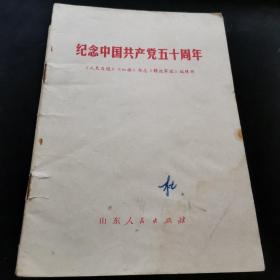 纪念中国共产党五十周年
《人民日报》《红旗》杂志《解放军报》编辑部
杜
山东人民出版社